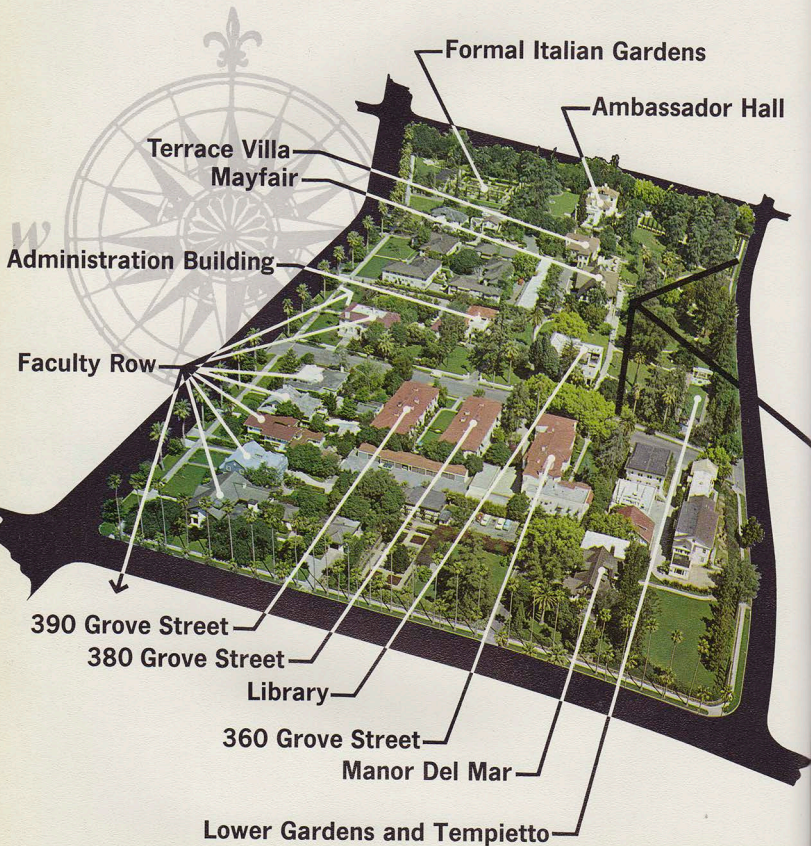 Formal Italian Gardens
Ambassador Hall
Terrace Villa
Mayfair
W
Administration Building
Faculty Row
390 Grove Street
380 Grove Street
Library
360 Grove Street
Manor Del Mar
Lower Gardens and Tempietto